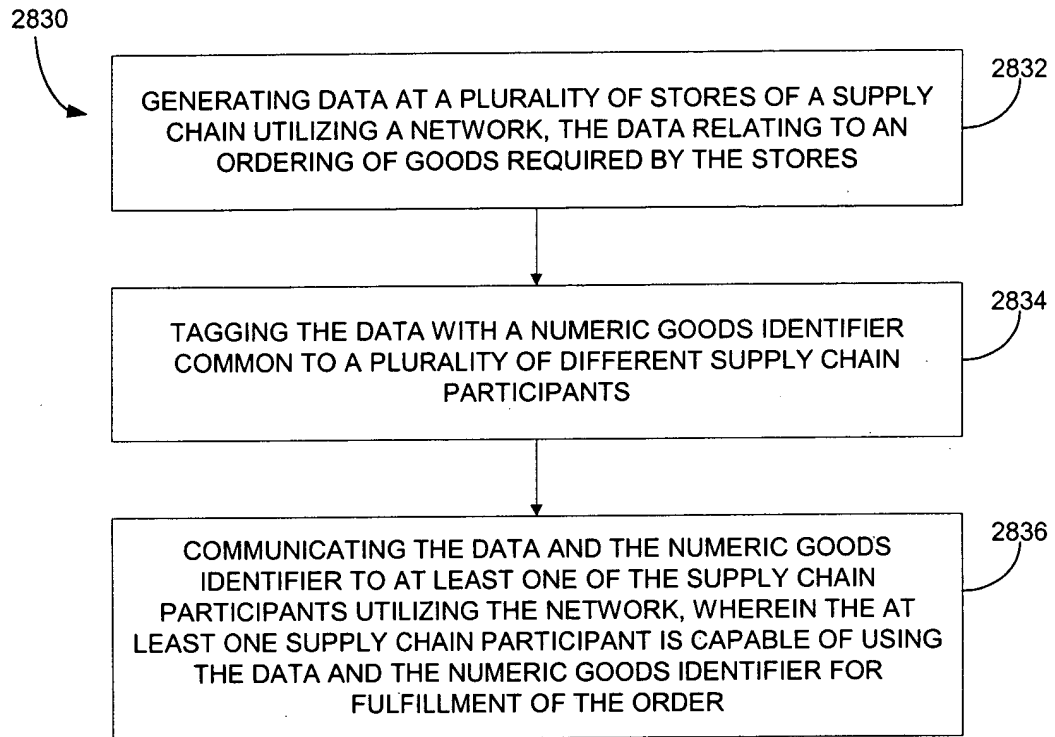 2830
2832
GENERATING DATA AT A PLURALITY OF STORES OF A SUPPLY
CHAIN UTILIZING A NETWORK, THE DATA RELATING TO AN
ORDERING OF GOODS REQUIRED BY THE STORES
2834
TAGGING THE DATA WITH A NUMERIC GOODS IDENTIFIER
COMMON TO A PLURALITY OF DIFFERENT SUPPLY CHAIN
PARTICIPANTS
2836
COMMUNICATING THE DATA AND THE NUMERIC GOODS
IDENTIFIER TO AT LEAST ONE OF THE SUPPLY CHAIN
PARTICIPANTS UTILIZING THE NETWORK, WHEREIN THE AT
LEAST ONE SUPPLY CHAIN PARTICIPANT IS CAPABLE OF USING
THE DATA AND THE NUMERIC GOODS IDENTIFIER FOR
FULFILLMENT OF THE ORDER